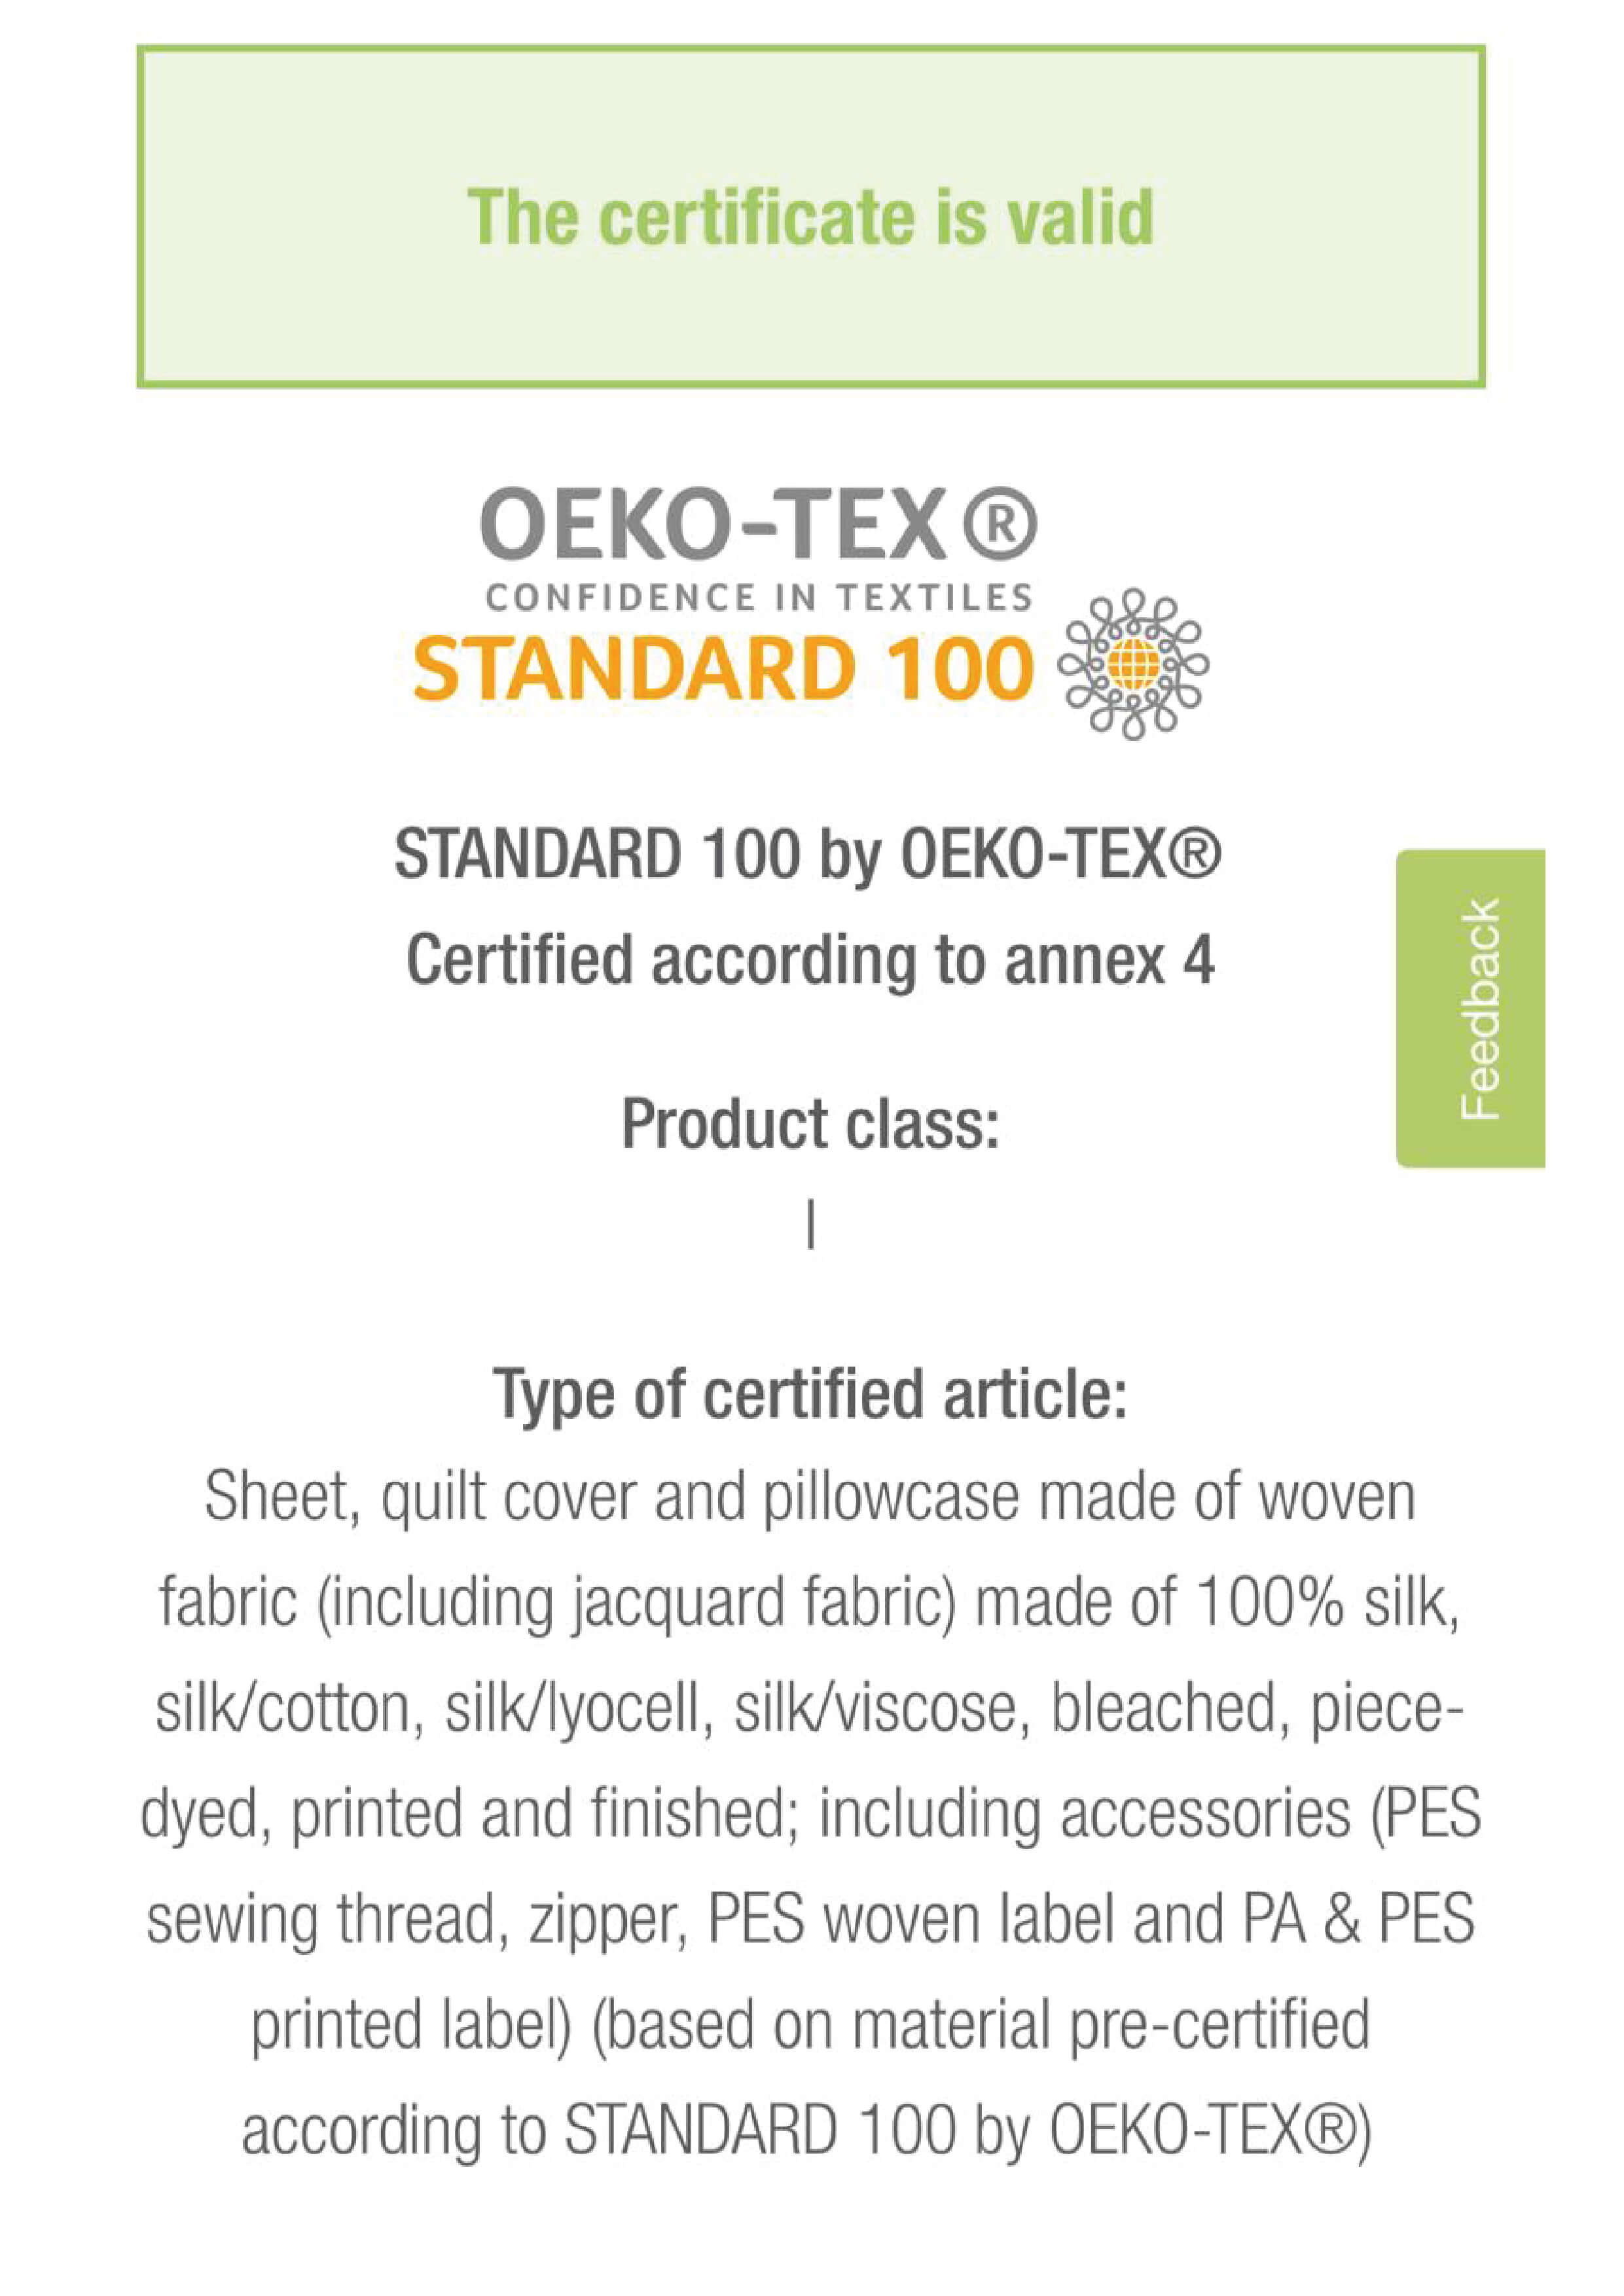 The certificate is valid
OEKO-TEX®
CONFIDENCE IN TEXTILES
STANDARD 100
STANDARD 100 by OEKO-TEX®
Certified according to annex 4
Feedback
Product class:
I
Type of certified article:
Sheet, quilt cover and pillowcase made of woven
fabric (including jacquard fabric) made of 100% silk,
silk/cotton, silk/lyocell, silk/viscose, bleached, piece-
dyed, printed and finished; including accessories (PES
sewing thread, zipper, PES woven label and PA & PES
printed label) (based on material pre-certified
according to STANDARD 100 by OEKO-TEX®)